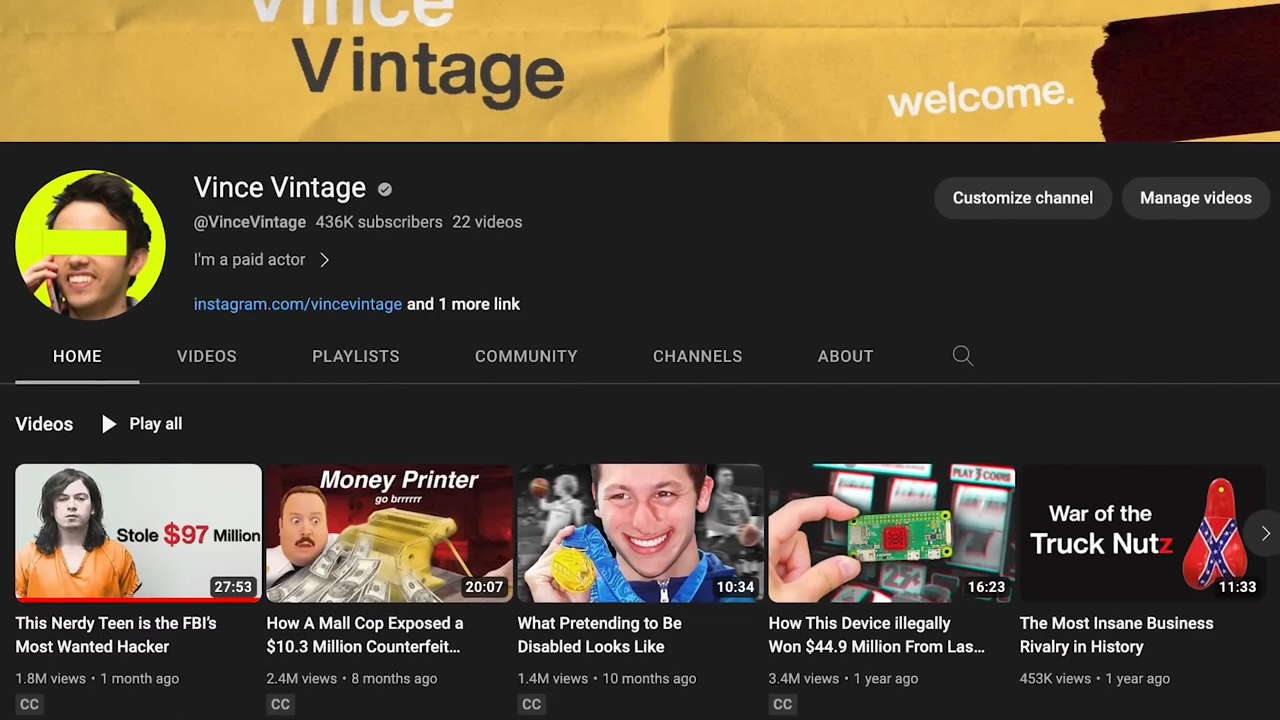 Vince
Vintage
welcome.
Vince Vintage
@VinceVintage 436K subscribers 22 videos
I'm a paid actor
instagram.com/vincevintage and 1 more link
Customize channel
Manage videos
HOME VIDEOS PLAYLISTS COMMUNITY CHANNELS ABOUT
Videos Play all
Stole $97 Million
27:53
This Nerdy Teen is the FBI's
Most Wanted Hacker
1.8M views • 1 month ago
CC
Money Printer
go brrrrrr
20:07
How A Mall Cop Exposed a
$10.3 Million Counterfeit...
2.4M views • 8 months ago
CC
10:34
What Pretending to Be
Disabled Looks Like
1.4M views • 10 months ago
CC
PLAY 3 COINS
27¢
16:23
How This Device illegally
Won $44.9 Million From Las...
3.4M views • 1 year ago
CC
War of the
Truck Nutz
11:33
The Most Insane Business
Rivalry in History
453K views • 1 year ago